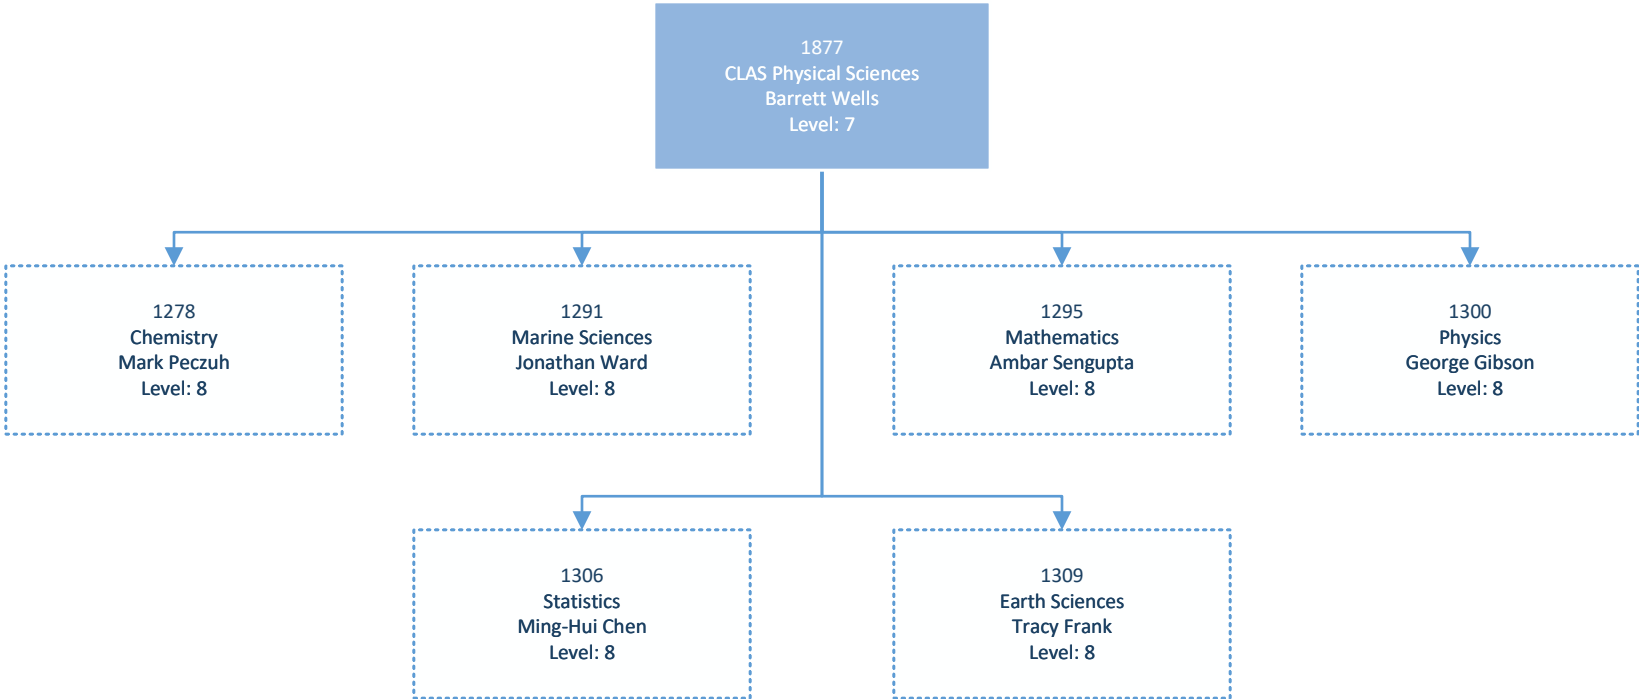 1877
CLAS Physical Sciences
Barrett Wells
Level: 7
1278
Chemistry
Mark Peczuh
Level: 8
1291
Marine Sciences
Jonathan Ward
Level: 8
1295
Mathematics
Ambar Sengupta
Level: 8
1300
Physics
George Gibson
Level: 8
1306
Statistics
Ming-Hui Chen
Level: 8
1309
Earth Sciences
Tracy Frank
Level: 8